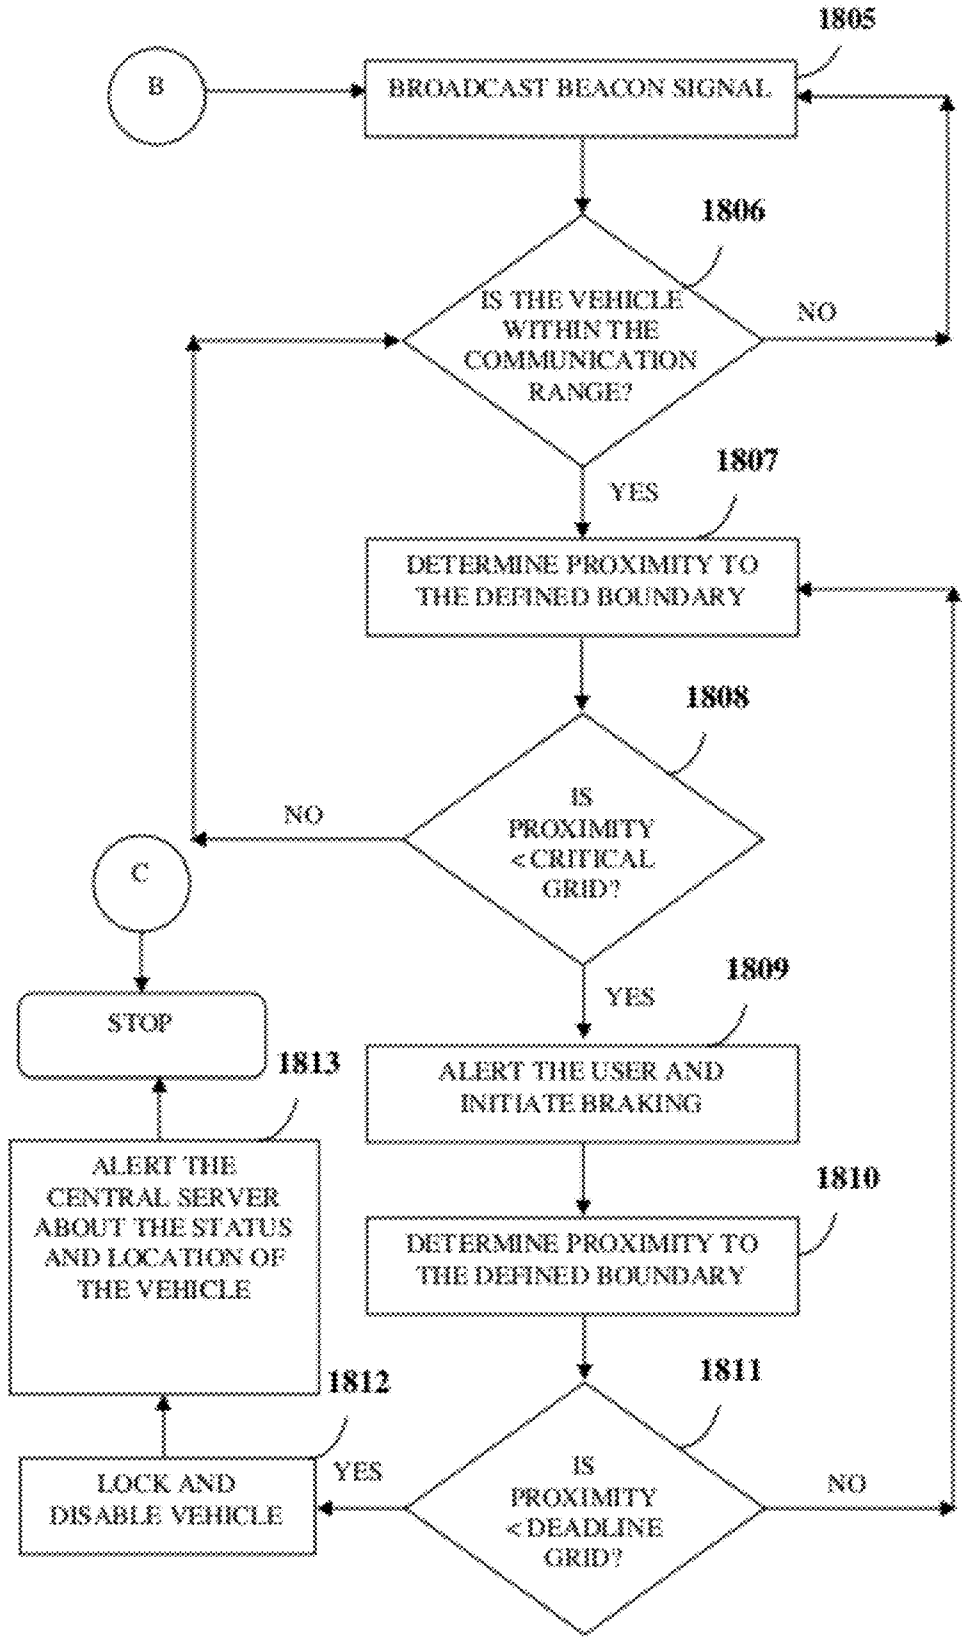 1805
B
BROADCAST BEACON SIGNAL
1806
IS THE VEHICLE
WITHIN THE
COMMUNICATION
RANGE?
NO
YES
1807
DETERMINE PROXIMITY TO
THE DEFINED BOUNDARY
1808
IS
PROXIMITY
< CRITICAL
GRID?
NO
YES
C
STOP
1809
ALERT THE USER AND
INITIATE BRAKING
1810
DETERMINE PROXIMITY TO
THE DEFINED BOUNDARY
1811
IS
PROXIMITY
< DEADLINE
GRID?
NO
YES
1812
LOCK AND
DISABLE VEHICLE
1813
ALERT THE
CENTRAL SERVER
ABOUT THE STATUS
AND LOCATION OF
THE VEHICLE